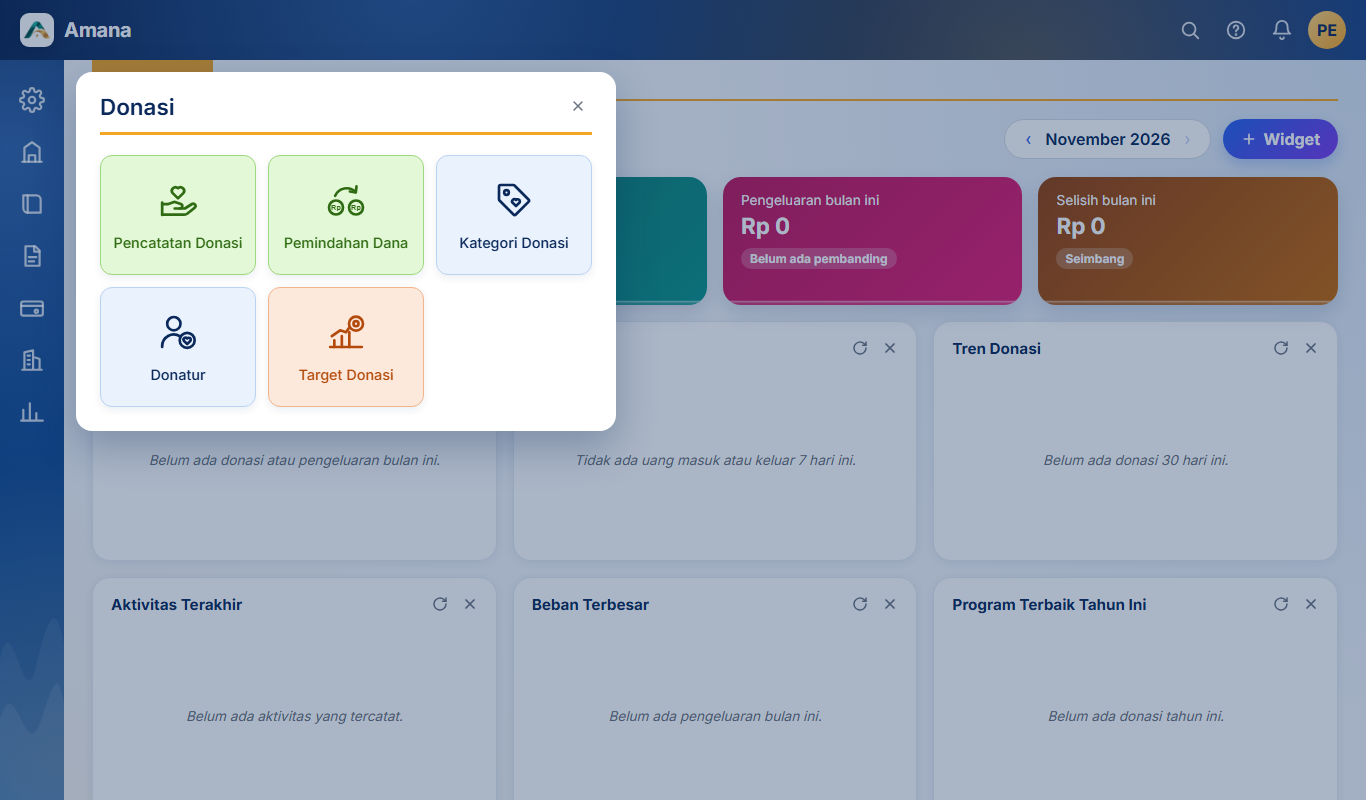 Amana
PE
Donasi
Pencatatan Donasi
Rp Rp
Pemindahan Dana
Kategori Donasi
Donatur
Target Donasi
November 2026
+ Widget
Pengeluaran bulan ini
Rp 0
Belum ada pembanding
Selisih bulan ini
Rp 0
Seimbang
Tren Donasi
Belum ada donasi atau pengeluaran bulan ini.
Tidak ada uang masuk atau keluar 7 hari ini.
Belum ada donasi 30 hari ini.
Aktivitas Terakhir
Beban Terbesar
Program Terbaik Tahun Ini
Belum ada aktivitas yang tercatat.
Belum ada pengeluaran bulan ini.
Belum ada donasi tahun ini.